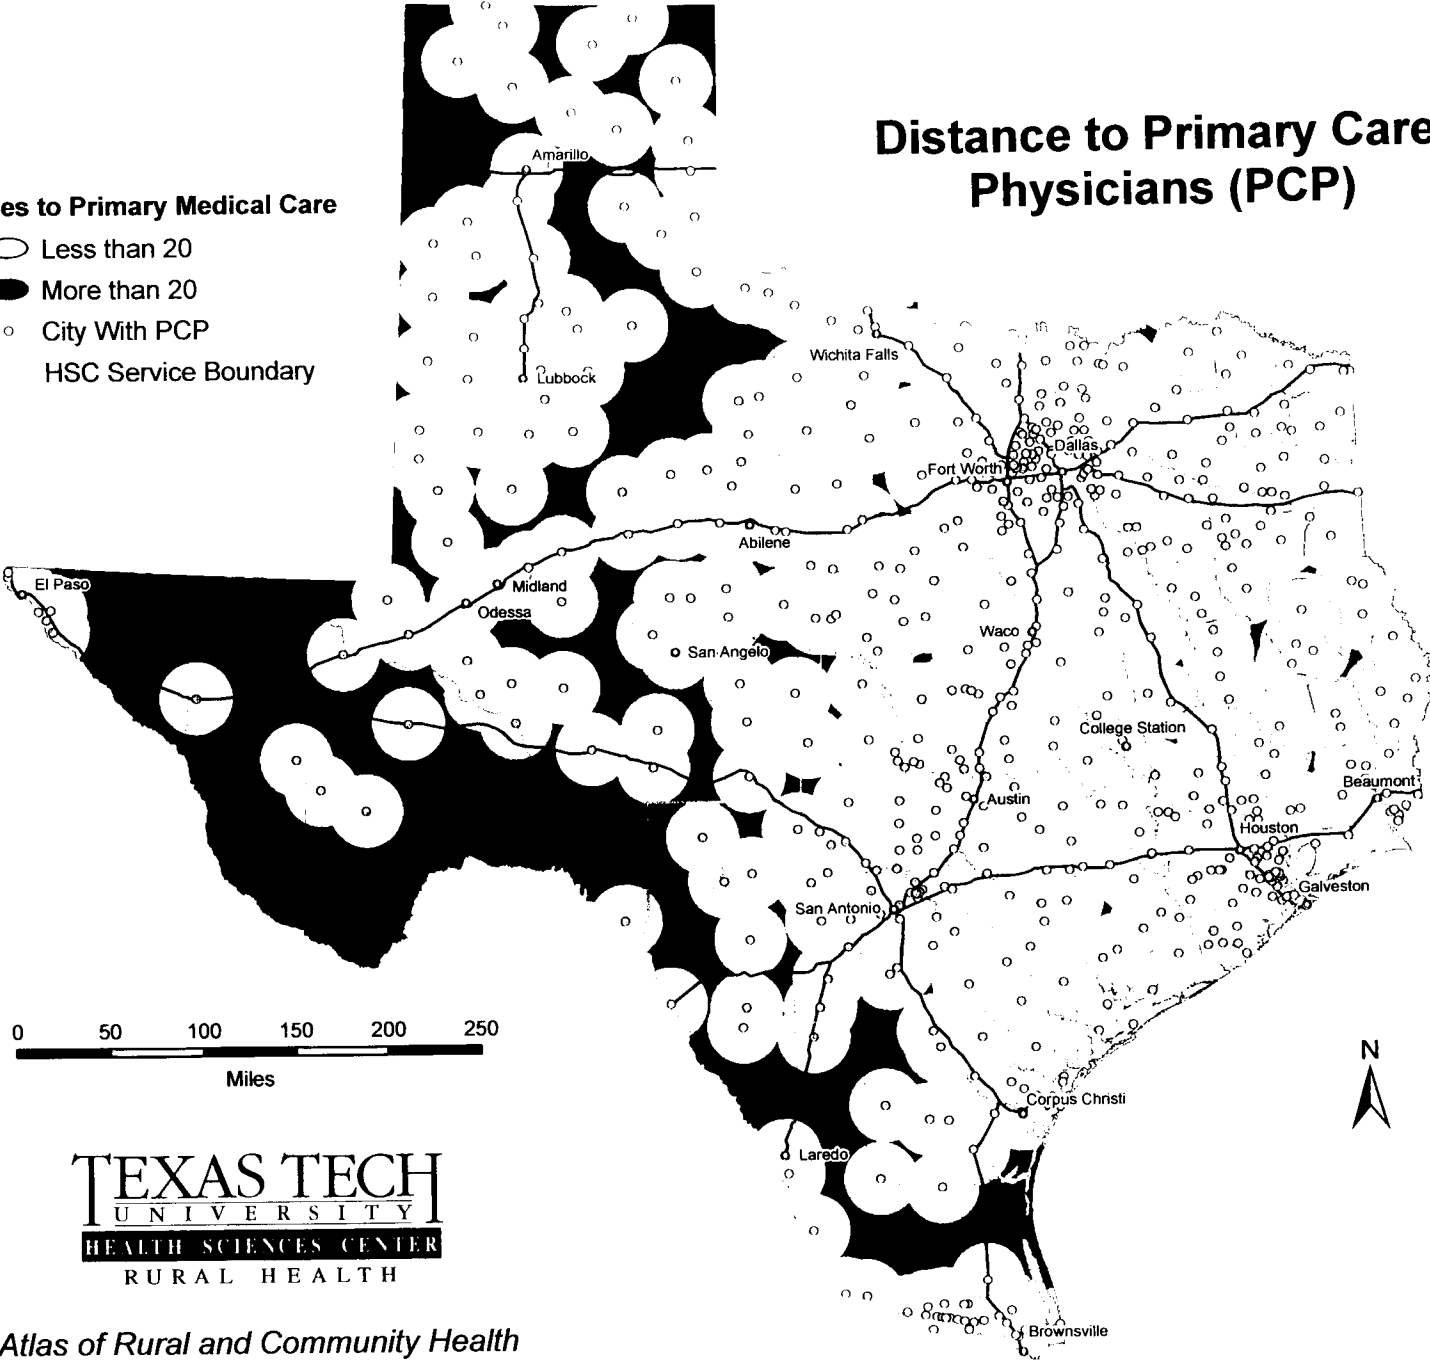 Distance to Primary Care
Physicians (PCP)
es to Primary Medical Care
Less than 20
More than 20
City With PCP
HSC Service Boundary
Amarillo
Lubbock
Wichita Falls
Dallas
Fort Worth
Abilene
El Paso
Midland
Odessa
San Angelo
Waco
College Station
Beaumont
Austin
Houston
Galveston
San Antonio
0 50 100 150 200 250
Miles
N
Corpus Christi
Laredo
Brownsville
TEXAS TECH
UNIVERSITY
HEALTH SCIENCES CENTER
RURAL HEALTH
Atlas of Rural and Community Health